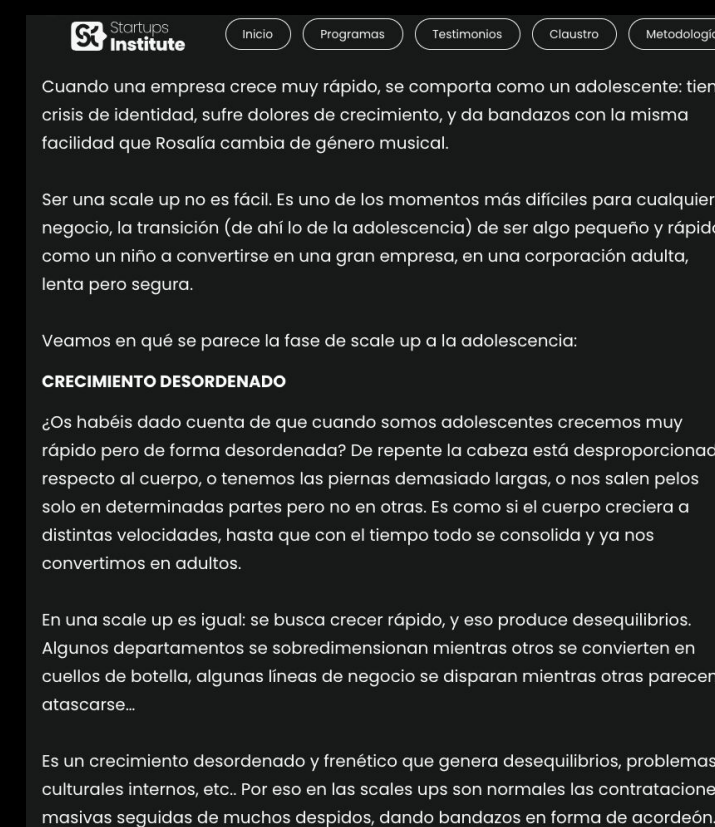 Startups
Institute
Inicio
Programas
Testimonios
Claustro
Metodología
Cuando una empresa crece muy rápido, se comporta como un adolescente: tien
crisis de identidad, sufre dolores de crecimiento, y da bandazos con la misma
facilidad que Rosalía cambia de género musical.
Ser una scale up no es fácil. Es uno de los momentos más difíciles para cualquier
negocio, la transición (de ahí lo de la adolescencia) de ser algo pequeño y rápido
como un niño a convertirse en una gran empresa, en una corporación adulta,
lenta pero segura.
Veamos en qué se parece la fase de scale up a la adolescencia:
CRECIMIENTO DESORDENADO
¿Os habéis dado cuenta de que cuando somos adolescentes crecemos muy
rápido pero de forma desordenada? De repente la cabeza está desproporcionad
respecto al cuerpo, o tenemos las piernas demasiado largas, o nos salen pelos
solo en determinadas partes pero no en otras. Es como si el cuerpo creciera a
distintas velocidades, hasta que con el tiempo todo se consolida y ya nos
convertimos en adultos.
En una scale up es igual: se busca crecer rápido, y eso produce desequilibrios.
Algunos departamentos se sobredimensionan mientras otros se convierten en
cuellos de botella, algunas líneas de negocio se disparan mientras otras parecen
atascarse...
Es un crecimiento desordenado y frenético que genera desequilibrios, problemas
culturales internos, etc.. Por eso en las scales ups son normales las contratacione
masivas seguidas de muchos despidos, dando bandazos en forma de acordeón.